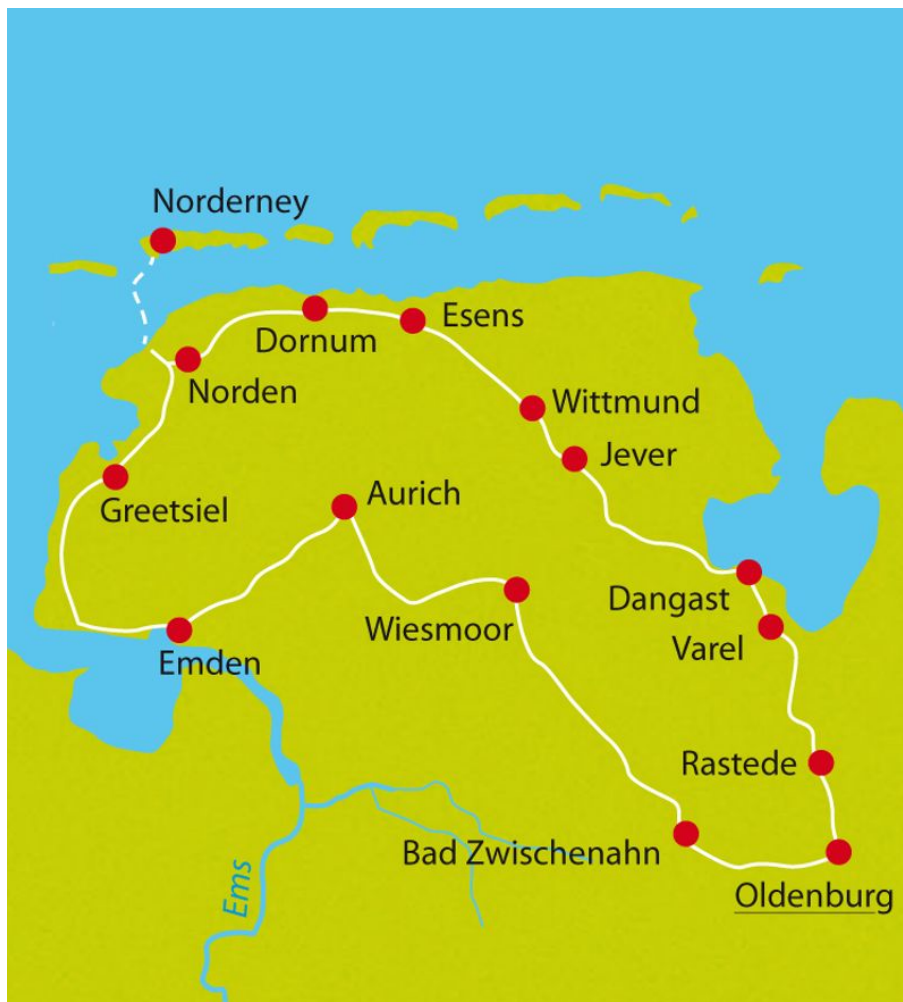 Norderney
Esens
Dornum
Norden
Wittmund
Jever
Greetsiel
Aurich
Dangast
Wiesmoor
Varel
Emden
Rastede
Bad Zwischenahn
Oldenburg
Ems